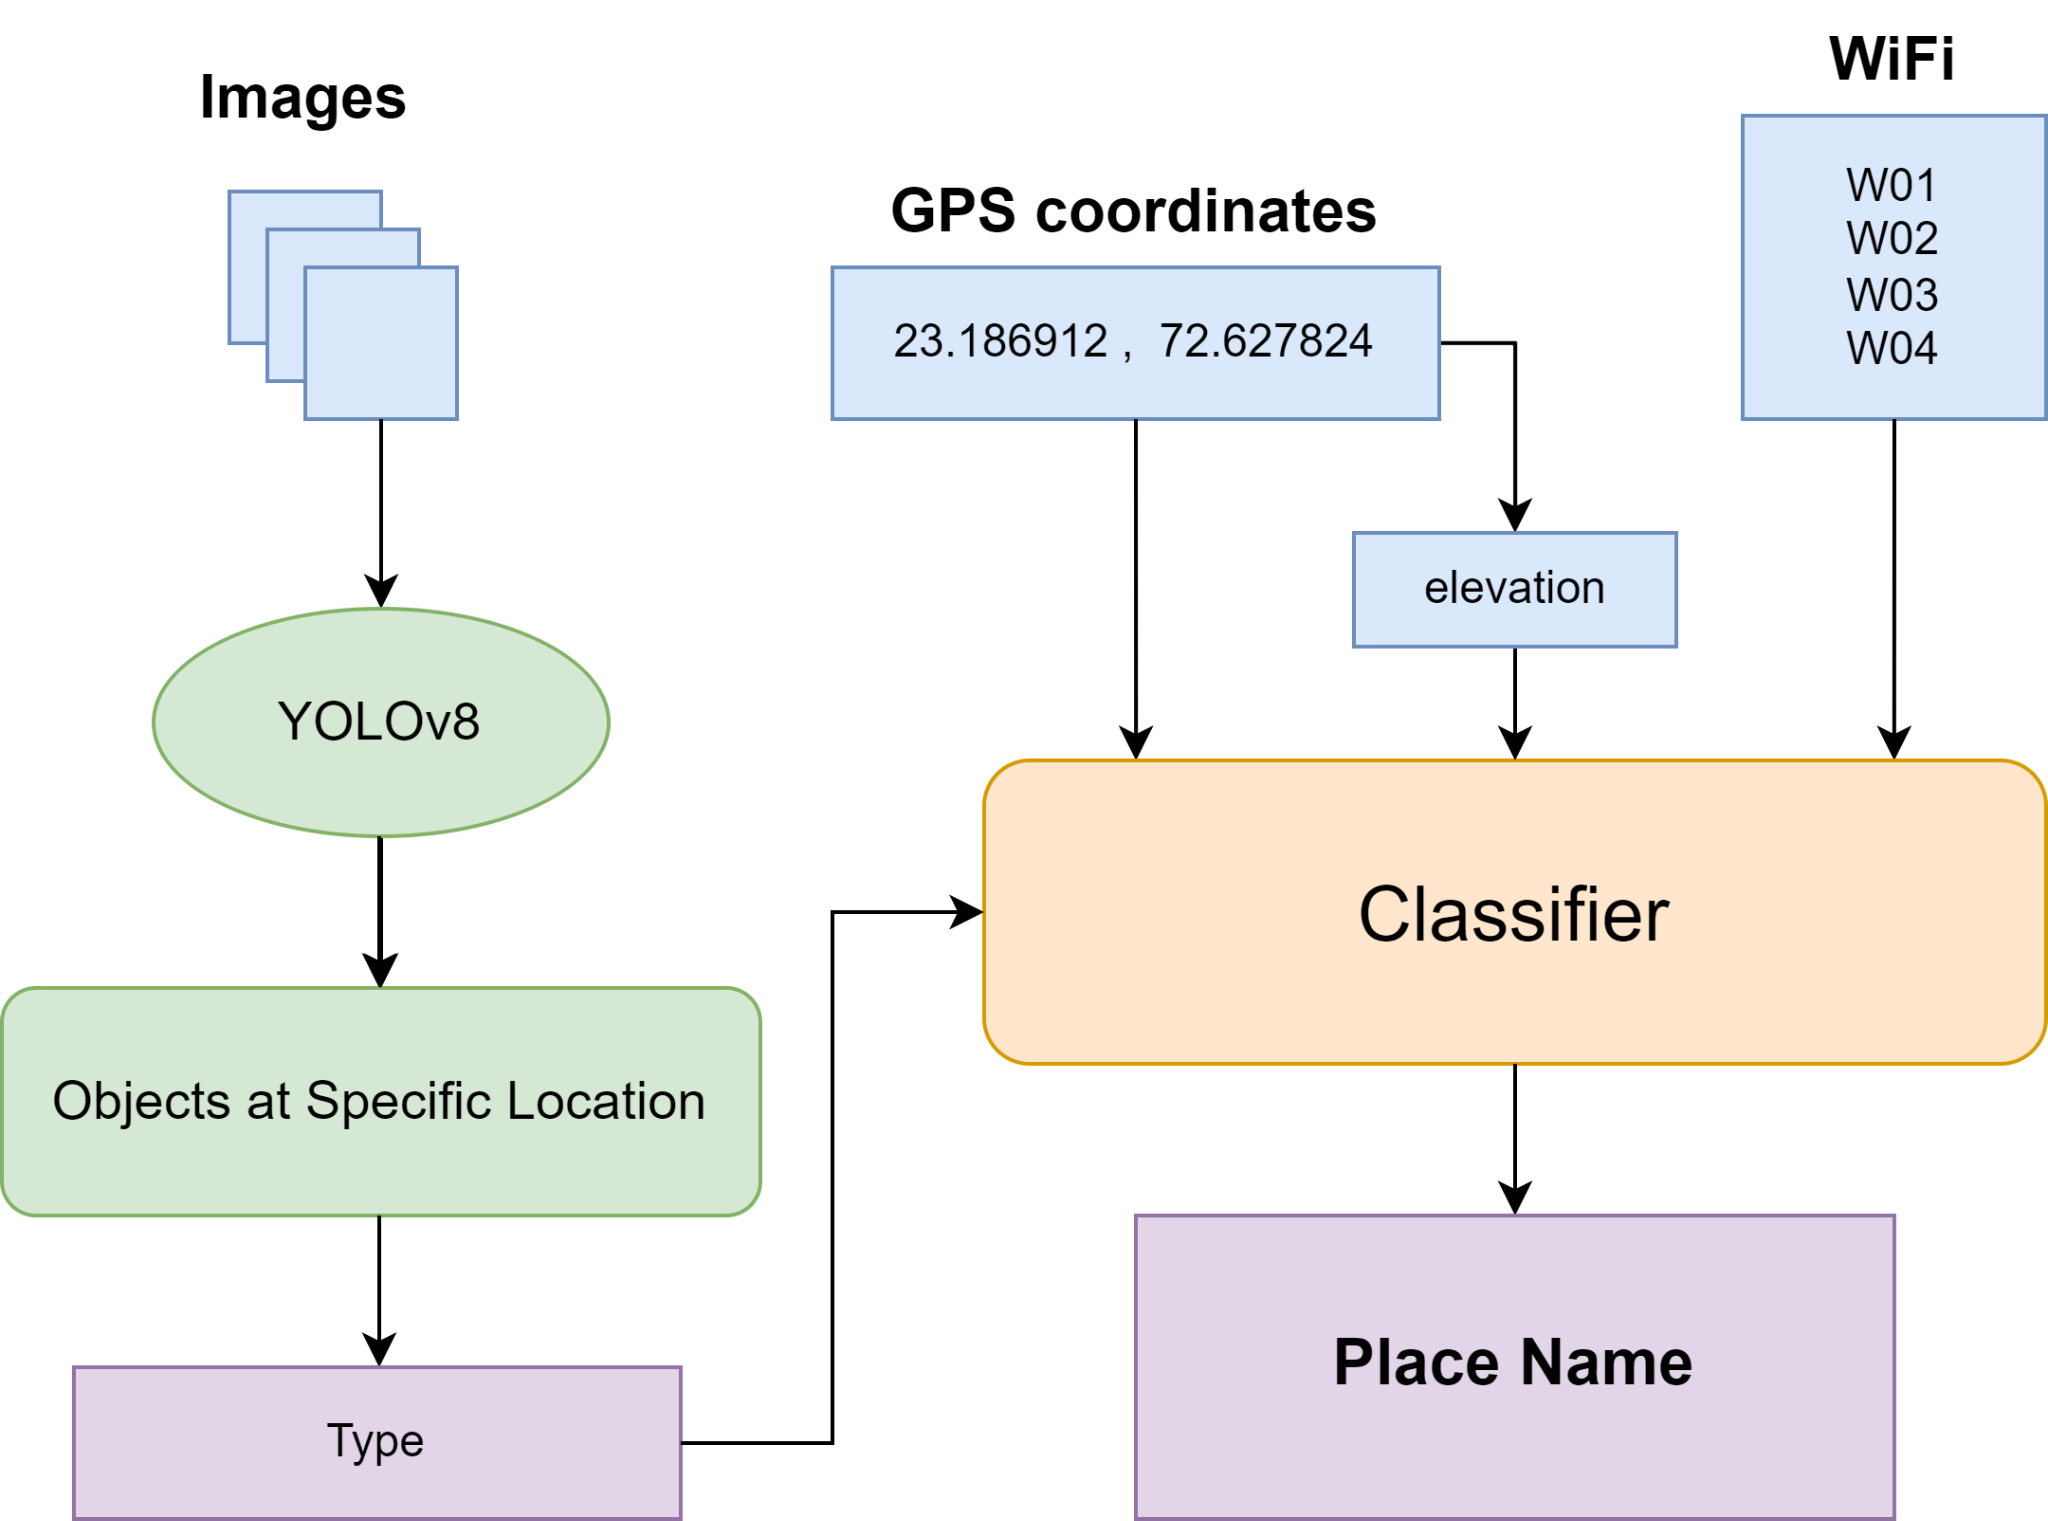 Images
GPS coordinates
WiFi
W01
W02
W03
W04
23.186912 ,  72.627824
elevation
YOLOv8
Classifier
Objects at Specific Location
Place Name
Type